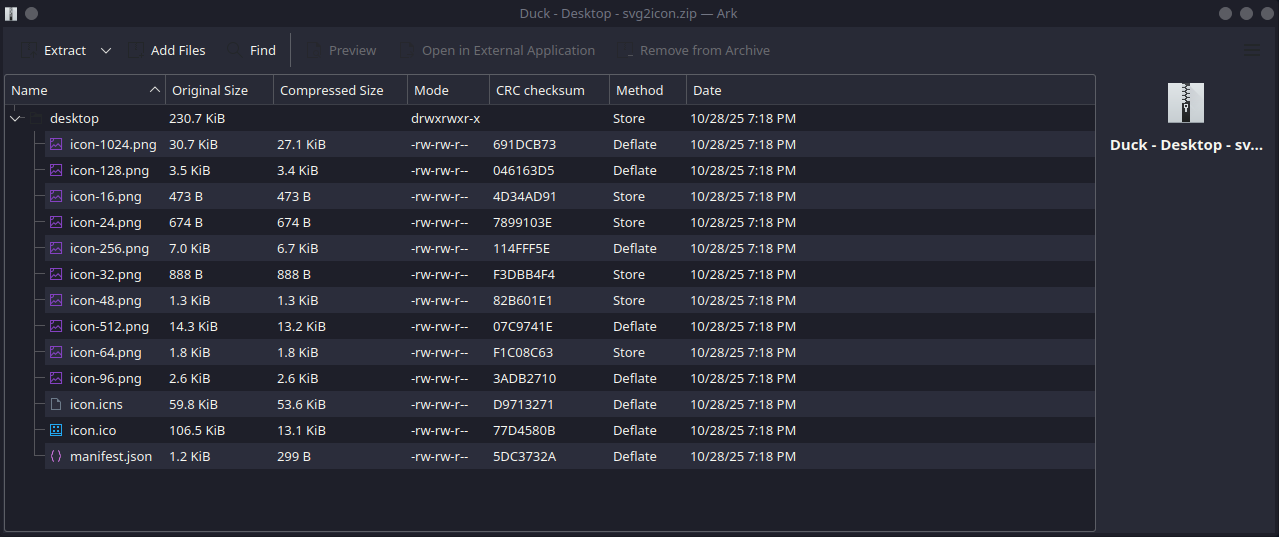 Duck - Desktop - svg2icon.zip — Ark
Extract Add Files Find Preview Open in External Application Remove from Archive
Name Original Size Compressed Size Mode CRC checksum Method Date
desktop 230.7 KiB drwxrwxr-x Store 10/28/25 7:18 PM
icon-1024.png 30.7 KiB 27.1 KiB -rw-rw-r-- 691DCB73 Deflate 10/28/25 7:18 PM
icon-128.png 3.5 KiB 3.4 KiB -rw-rw-r-- 046163D5 Deflate 10/28/25 7:18 PM
icon-16.png 473 B 473 B -rw-rw-r-- 4D34AD91 Store 10/28/25 7:18 PM
icon-24.png 674 B 674 B -rw-rw-r-- 7899103E Store 10/28/25 7:18 PM
icon-256.png 7.0 KiB 6.7 KiB -rw-rw-r-- 114FFF5E Deflate 10/28/25 7:18 PM
icon-32.png 888 B 888 B -rw-rw-r-- F3DBB4F4 Store 10/28/25 7:18 PM
icon-48.png 1.3 KiB 1.3 KiB -rw-rw-r-- 82B601E1 Store 10/28/25 7:18 PM
icon-512.png 14.3 KiB 13.2 KiB -rw-rw-r-- 07C9741E Deflate 10/28/25 7:18 PM
icon-64.png 1.8 KiB 1.8 KiB -rw-rw-r-- F1C08C63 Store 10/28/25 7:18 PM
icon-96.png 2.6 KiB 2.6 KiB -rw-rw-r-- 3ADB2710 Deflate 10/28/25 7:18 PM
icon.icns 59.8 KiB 53.6 KiB -rw-rw-r-- D9713271 Deflate 10/28/25 7:18 PM
icon.ico 106.5 KiB 13.1 KiB -rw-rw-r-- 77D4580B Deflate 10/28/25 7:18 PM
manifest.json 1.2 KiB 299 B -rw-rw-r-- 5DC3732A Deflate 10/28/25 7:18 PM
Duck - Desktop - sv...